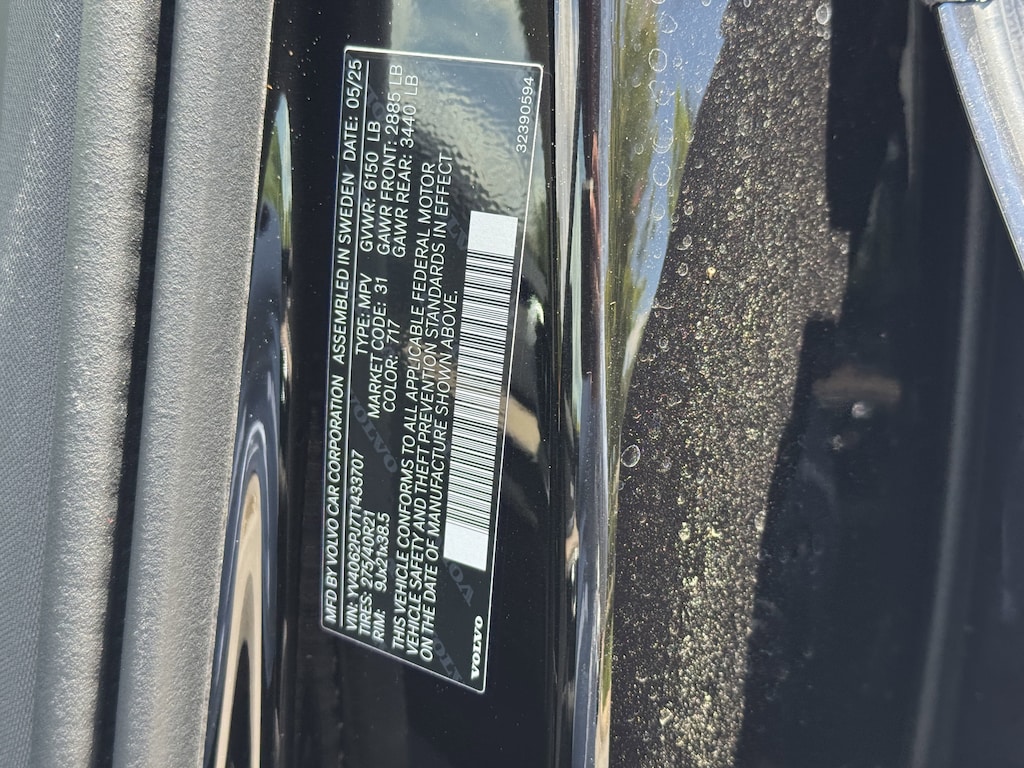 MFD BY VOLVO CAR CORPORATION ASSEMBLED IN SWEDEN DATE: 05/25
VIN: YV4062PJ7T1433707 TYPE: MPV GVWR: 6150 LB
TIRES: 275/40R21 MARKET CODE: 31 GAWR FRONT: 2885 LB
RIM: 9Jx21x38.5 COLOR: 717 GAWR REAR: 3440 LB
THIS VEHICLE CONFORMS TO ALL APPLICABLE FEDERAL MOTOR
VEHICLE SAFETY AND THEFT PREVENTION STANDARDS IN EFFECT
ON THE DATE OF MANUFACTURE SHOWN ABOVE.
VOLVO
32390594